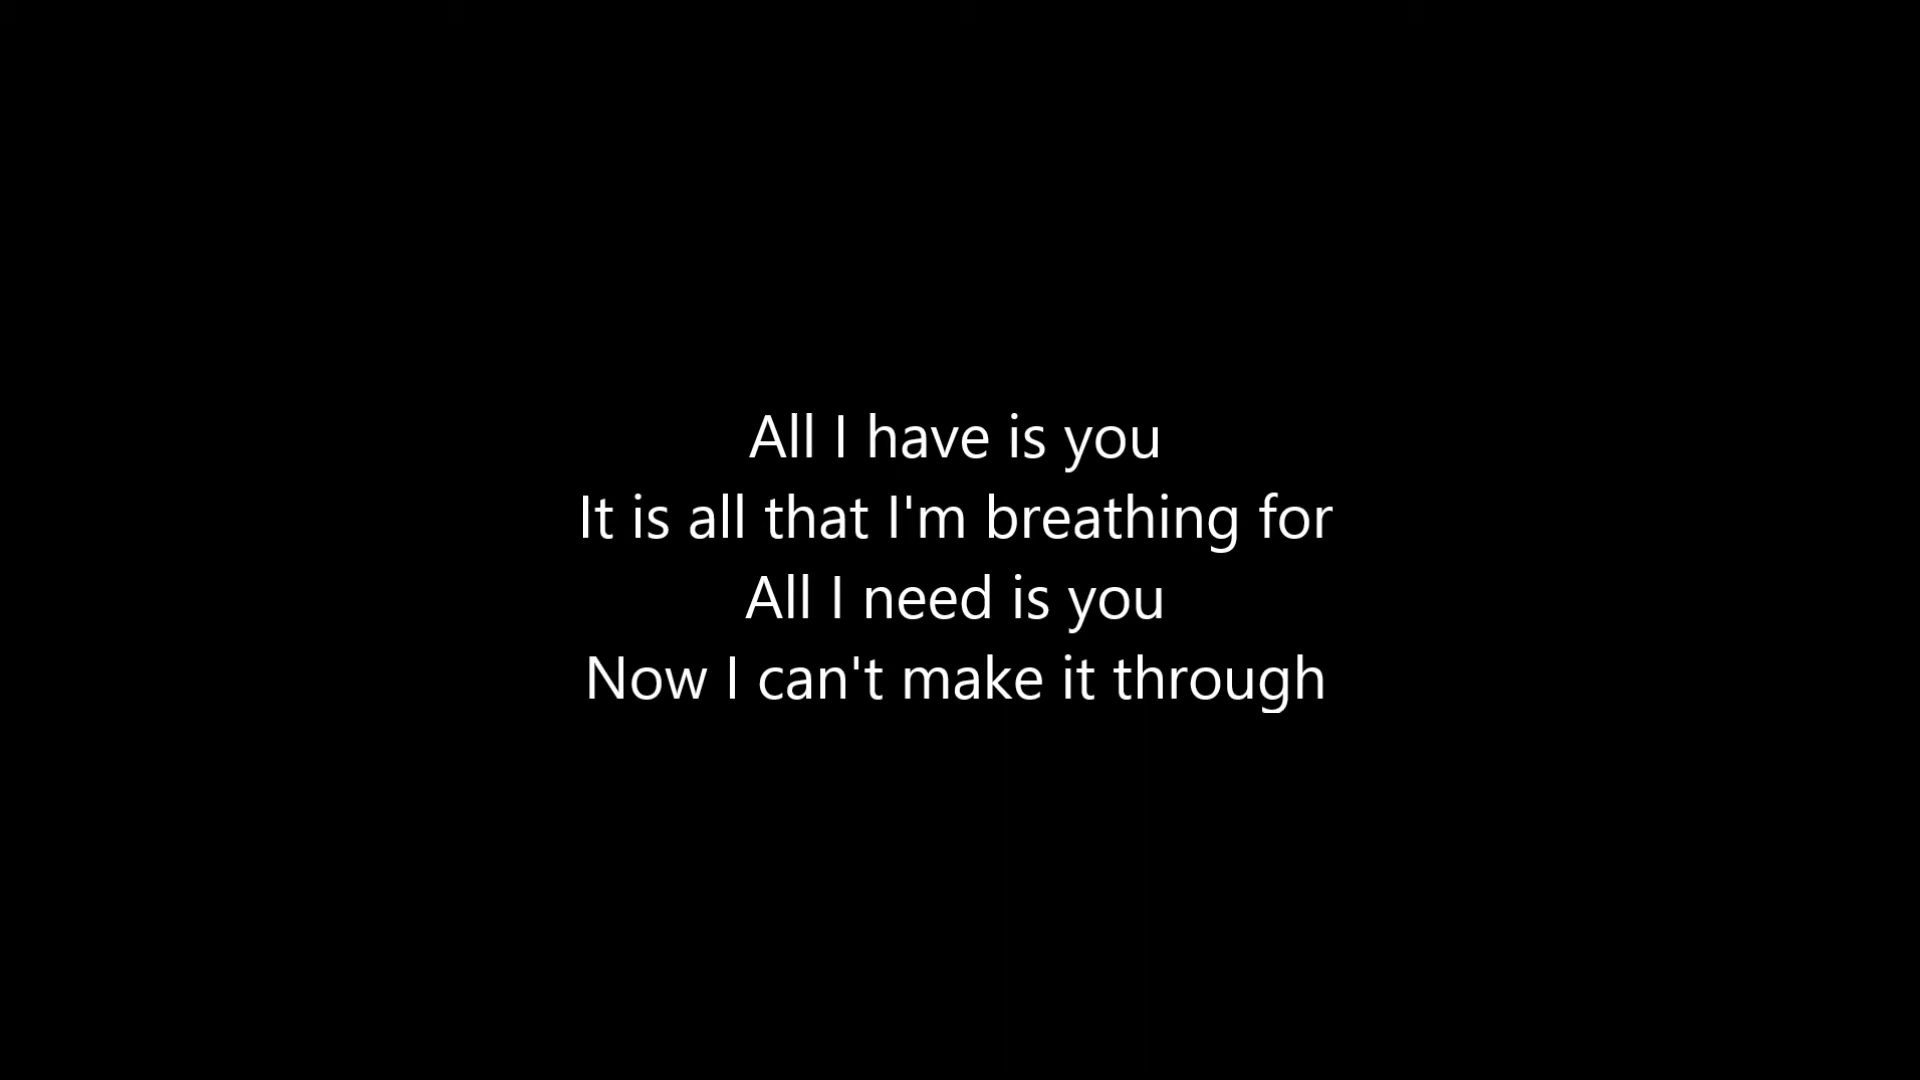 All I have is you
It is all that I'm breathing for
All I need is you
Now I can't make it through